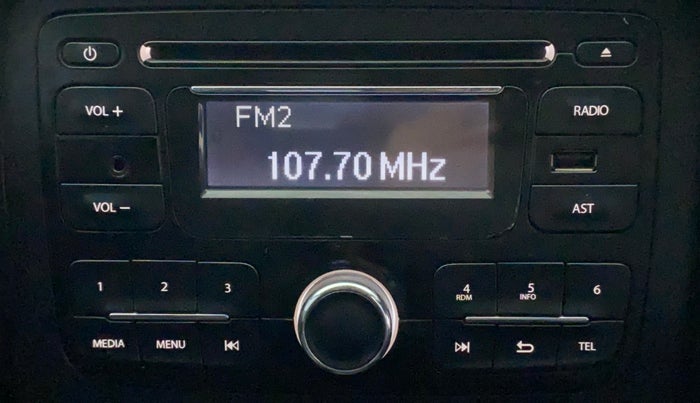 VOL +
FM2
RADIO
107.70 MHz
VOL −
AST
1
2
3
4
RDM
5
INFO
6
MEDIA
MENU
TEL